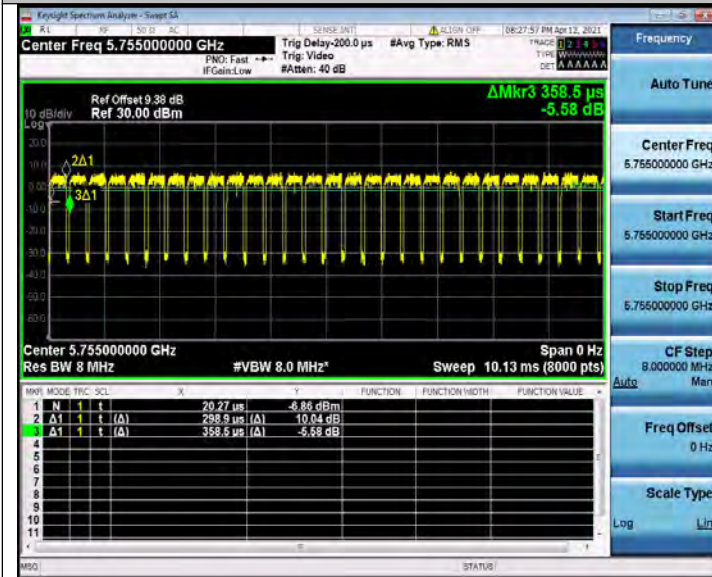 Keysight Spectrum Analyzer - Swept SA
RL RF 50 Ω AC SENSE:INT ALIGN OFF 08:27:57 PM Apr 12, 2021
Center Freq 5.755000000 GHz
PNO: Fast
IFGain:Low
Trig Delay-200.0 µs
Trig: Video
#Atten: 40 dB
#Avg Type: RMS
TRACE 1 2 3 4 5 6
TYPE
DET A A A A A A
Ref Offset 9.38 dB
10 dB/div Ref 30.00 dBm
Log
ΔMkr3 358.5 µs
-5.58 dB
20.0
10.0
0.00
-10.0
-20.0
-30.0
-40.0
2Δ1
3Δ1
Center 5.755000000 GHz Span 0 Hz
Res BW 8 MHz #VBW 8.0 MHz* Sweep 10.13 ms (8000 pts)
MKR MODE TRC SCL X Y FUNCTION FUNCTION WIDTH FUNCTION VALUE
1 N 1 t 20.27 us -6.86 dBm
2 Δ1 1 t (Δ) 298.9 us (Δ) 10.04 dB
3 Δ1 1 t (Δ) 358.5 us (Δ) -5.58 dB
4
5
6
7
8
9
10
11
MSG STATUS
Frequency
Auto Tune
Center Freq
5.755000000 GHz
Start Freq
5.755000000 GHz
Stop Freq
5.755000000 GHz
CF Step
8.000000 MHz
Auto Man
Freq Offset
0 Hz
Scale Type
Log Lin